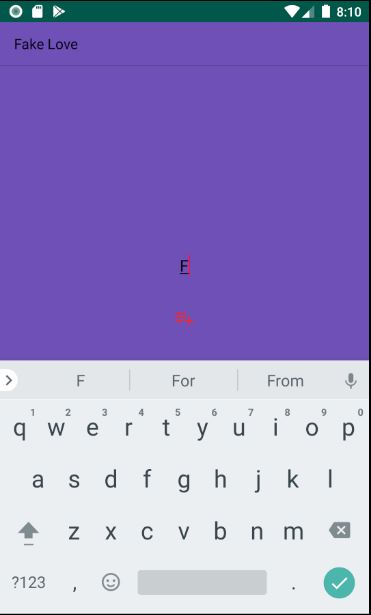 8:10
Fake Love
F
F For From
1 2 3 4 5 6 7 8 9 0
q w e r t y u i o p
a s d f g h j k l
z x c v b n m
?123 , .